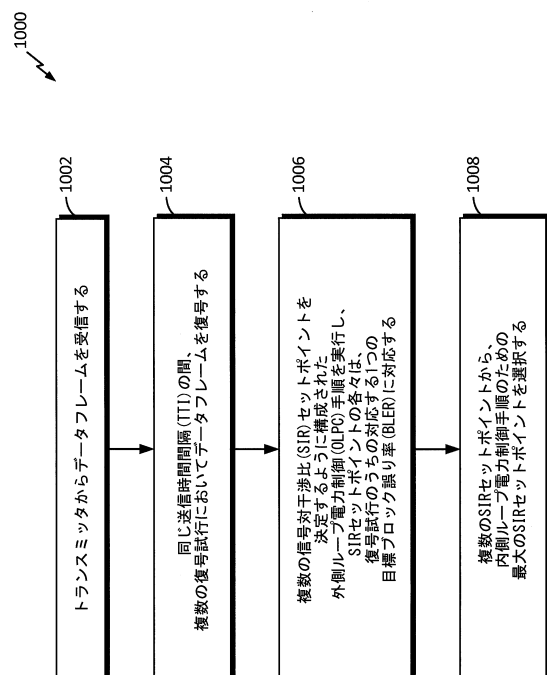 1000
1002
トランスミッタからデータフレームを受信する
1004
同じ送信時間間隔(TTI)の間、
複数の復号試行においてデータフレームを復号する
1006
複数の信号対干渉比(SIR)セットポイントを
決定するように構成された
外側ループ電力制御(OLPC)手順を実行し、
SIRセットポイントの各々は、
復号試行のうちの対応する1つの
目標ブロック誤り率(BLER)に対応する
1008
複数のSIRセットポイントから、
内側ループ電力制御手順のための
最大のSIRセットポイントを選択する